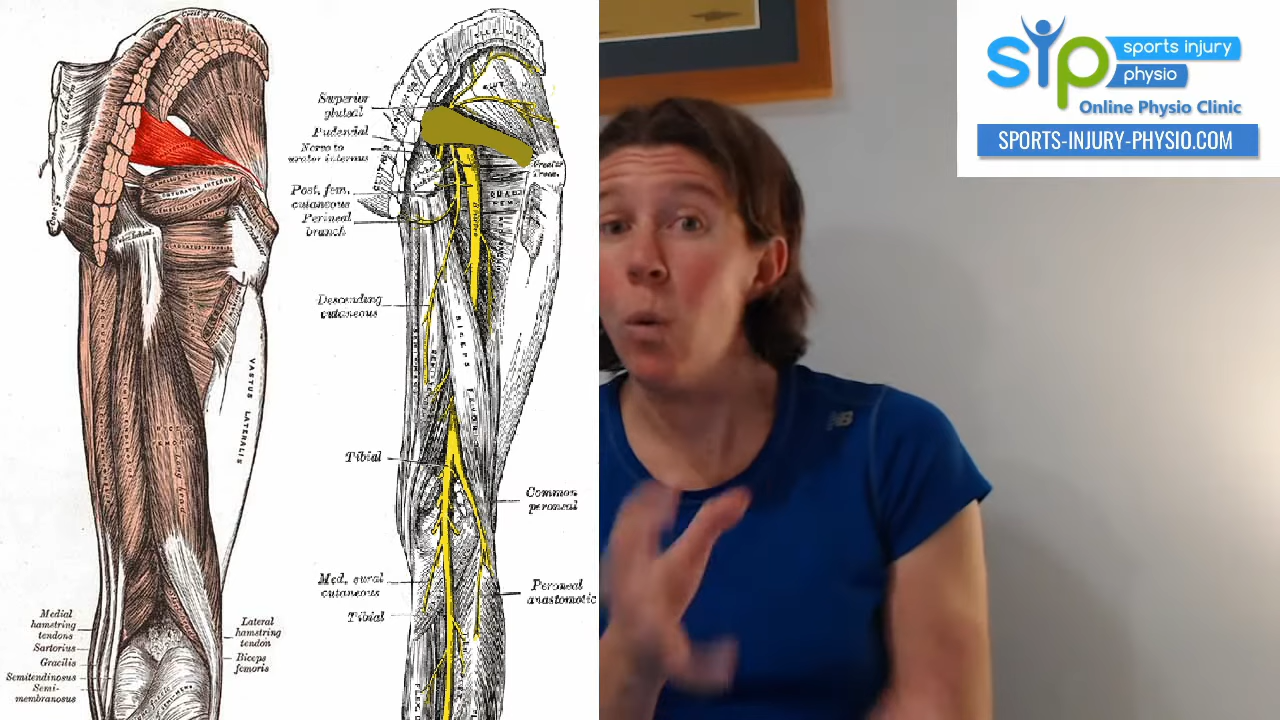 VASTUS LATERALIS
Medial
hamstring
tendons
Sartorius
Gracilis
Semitendinosus
Semi-
membranosus
Lateral
hamstring
tendon
Biceps
femoris
Superior
gluteal
Pudendal
Nerve to
Post. fem.
cutaneous
Perineal
branch
Descending
cutaneous
Tibial
Common
peroneal
Med. sural
cutaneous
Tibial
Peroneal
anastomotic
BICEPS
sip
sports injury
physio
Online Physio Clinic
SPORTS-INJURY-PHYSIO.COM